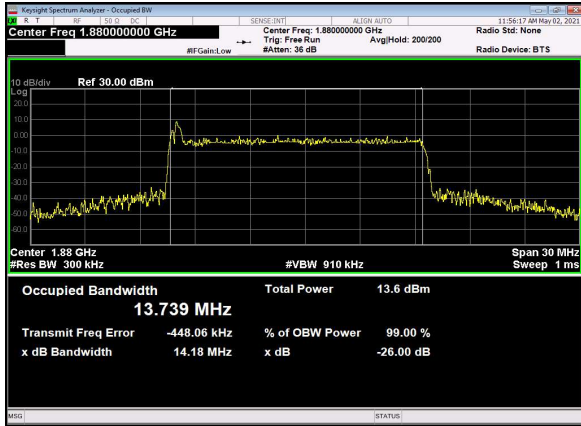 Keysight Spectrum Analyzer - Occupied BW
LXI R T RF 50 Ω DC SENSE:INT ALIGN AUTO 11:56:17 AM May 02, 2021
Center Freq 1.880000000 GHz Center Freq: 1.880000000 GHz Radio Std: None
Trig: Free Run Avg|Hold: 200/200
#IFGain:Low #Atten: 36 dB Radio Device: BTS
10 dB/div Ref 30.00 dBm
Log
20.0
10.0
0.00
-10.0
-20.0
-30.0
-40.0
-50.0
-60.0
Center 1.88 GHz Span 30 MHz
#Res BW 300 kHz #VBW 910 kHz Sweep 1 ms
Occupied Bandwidth Total Power 13.6 dBm
13.739 MHz
Transmit Freq Error -448.06 kHz % of OBW Power 99.00 %
x dB Bandwidth 14.18 MHz x dB -26.00 dB
MSG STATUS